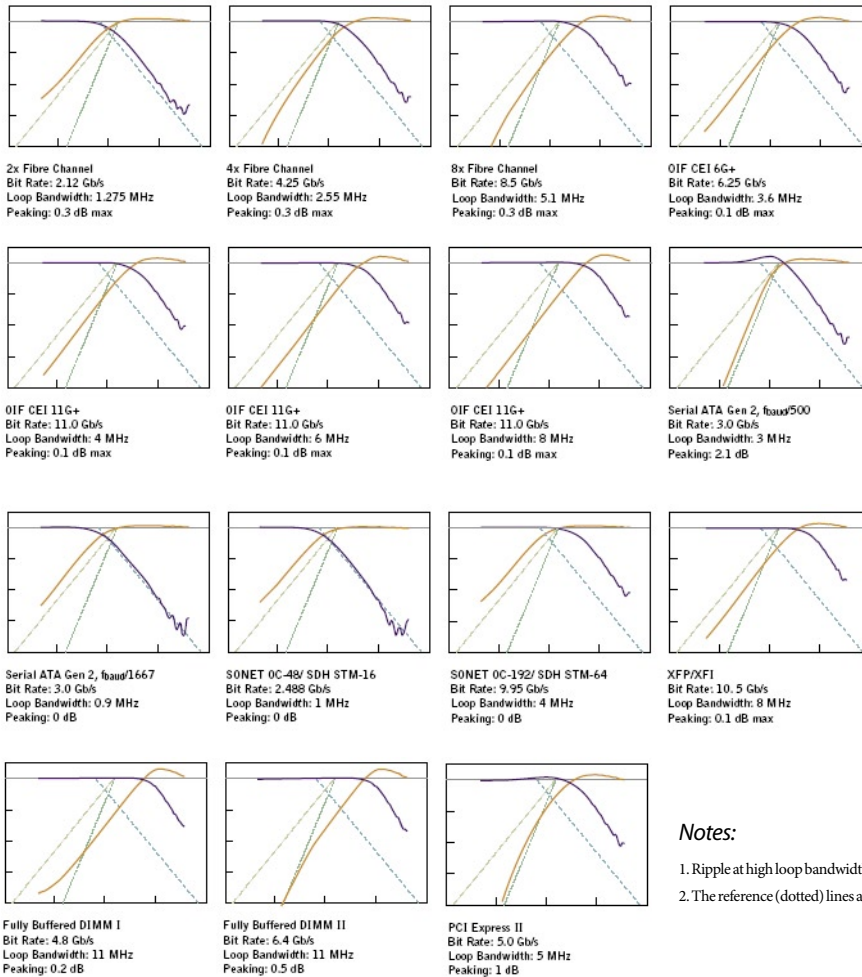 2x Fibre Channel
Bit Rate: 2.12 Gb/s
Loop Bandwidth: 1.275 MHz
Peaking: 0.3 dB max
4x Fibre Channel
Bit Rate: 4.25 Gb/s
Loop Bandwidth: 2.55 MHz
Peaking: 0.3 dB max
8x Fibre Channel
Bit Rate: 8.5 Gb/s
Loop Bandwidth: 5.1 MHz
Peaking: 0.3 dB max
OIF CEI 6G+
Bit Rate: 6.25 Gb/s
Loop Bandwidth: 3.6 MHz
Peaking: 0.1 dB max
OIF CEI 11G+
Bit Rate: 11.0 Gb/s
Loop Bandwidth: 4 MHz
Peaking: 0.1 dB max
OIF CEI 11G+
Bit Rate: 11.0 Gb/s
Loop Bandwidth: 6 MHz
Peaking: 0.1 dB max
OIF CEI 11G+
Bit Rate: 11.0 Gb/s
Loop Bandwidth: 8 MHz
Peaking: 0.1 dB max
Serial ATA Gen 2, fbaud/500
Bit Rate: 3.0 Gb/s
Loop Bandwidth: 3 MHz
Peaking: 2.1 dB
Serial ATA Gen 2, fbaud/1667
Bit Rate: 3.0 Gb/s
Loop Bandwidth: 0.9 MHz
Peaking: 0 dB
SONET OC-48/ SDH STM-16
Bit Rate: 2.488 Gb/s
Loop Bandwidth: 1 MHz
Peaking: 0 dB
SONET OC-192/ SDH STM-64
Bit Rate: 9.95 Gb/s
Loop Bandwidth: 4 MHz
Peaking: 0 dB
XFP/XFI
Bit Rate: 10.5 Gb/s
Loop Bandwidth: 8 MHz
Peaking: 0.1 dB max
Fully Buffered DIMM I
Bit Rate: 4.8 Gb/s
Loop Bandwidth: 11 MHz
Peaking: 0.2 dB
Fully Buffered DIMM II
Bit Rate: 6.4 Gb/s
Loop Bandwidth: 11 MHz
Peaking: 0.5 dB
PCI Express II
Bit Rate: 5.0 Gb/s
Loop Bandwidth: 5 MHz
Peaking: 1 dB
Notes:
1. Ripple at high loop bandwidt
2. The reference (dotted) lines a